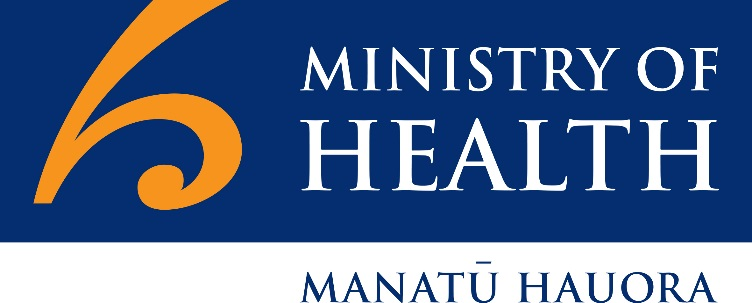 MINISTRY OF
HEALTH
MANATŪ HAUORA